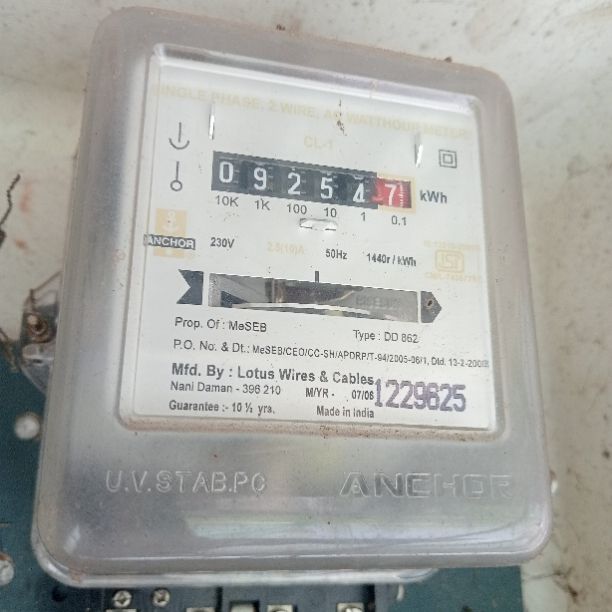 SINGLE PHASE, 2 WIRE, AC WATTHOUR METER
CL-1
0 9 2 5 4 7 kWh
10K 1K 100 10 1 0.1
ANCHOR 230V 2.5(10)A 50Hz 1440r / kWh
ISI
Prop. Of : MeSEB Type : DD 862
P.O. No. & Dt.: MeSEB/CEO/CC-SH/APDRP/T-94/2005-06/1, Dtd. 13-2-2006
Mfd. By : Lotus Wires & Cables
Nani Daman - 396 210 M/YR - 07/06 1229625
Guarantee :- 10 ½ yrs. Made in India
U.V.STAB.PC ANCHOR